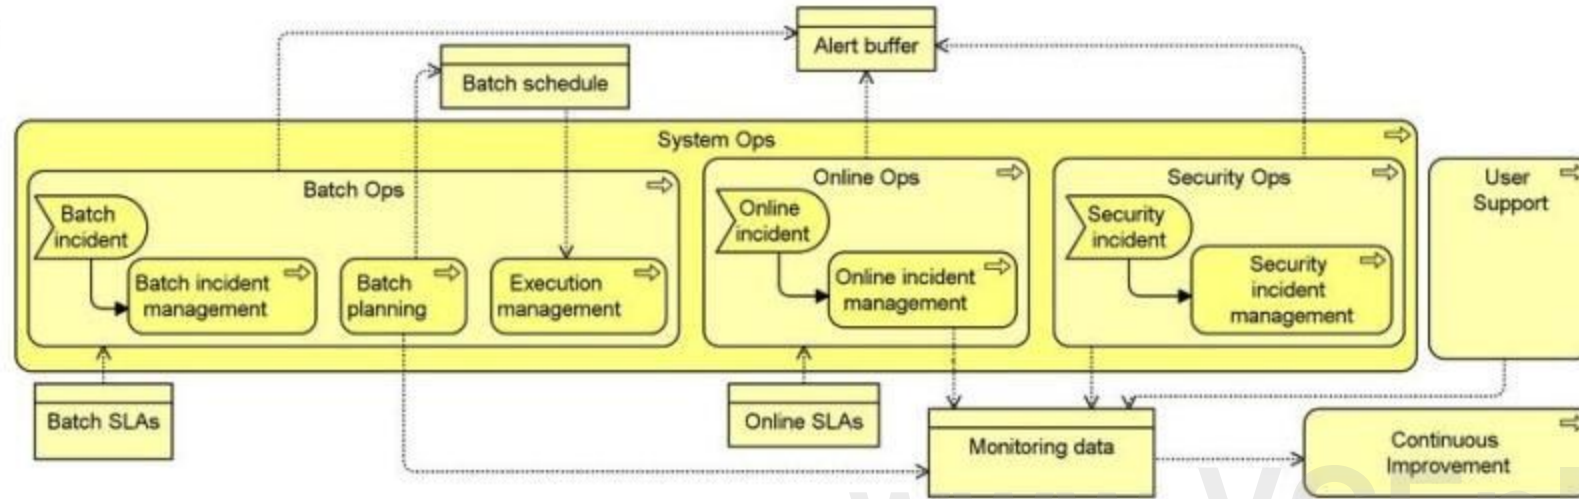 Alert buffer
Batch schedule
System Ops
Batch Ops
Online Ops
Security Ops
User
Support
Batch
incident
Online
incident
Security
incident
Batch incident
management
Batch
planning
Execution
management
Online incident
management
Security
incident
management
Batch SLAs
Online SLAs
Monitoring data
Continuous
Improvement